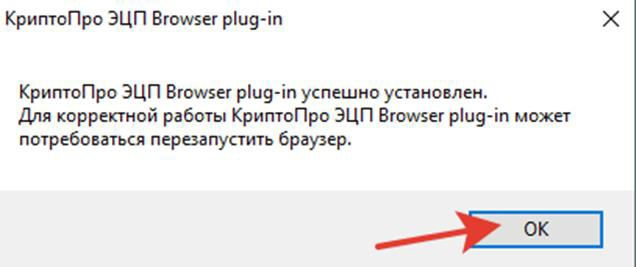 КриптоПро ЭЦП Browser plug-in
КриптоПро ЭЦП Browser plug-in успешно установлен.
Для корректной работы КриптоПро ЭЦП Browser plug-in может
потребоваться перезапустить браузер.
OK